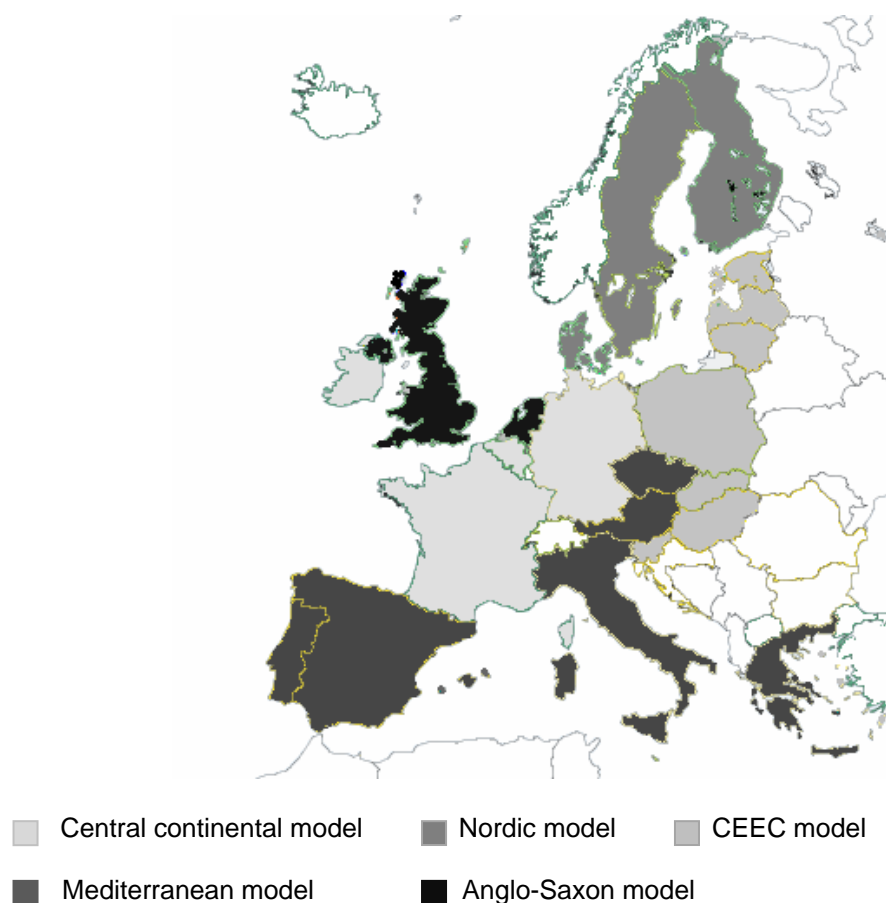 Central continental model
Nordic model
CEEC model
Mediterranean model
Anglo-Saxon model